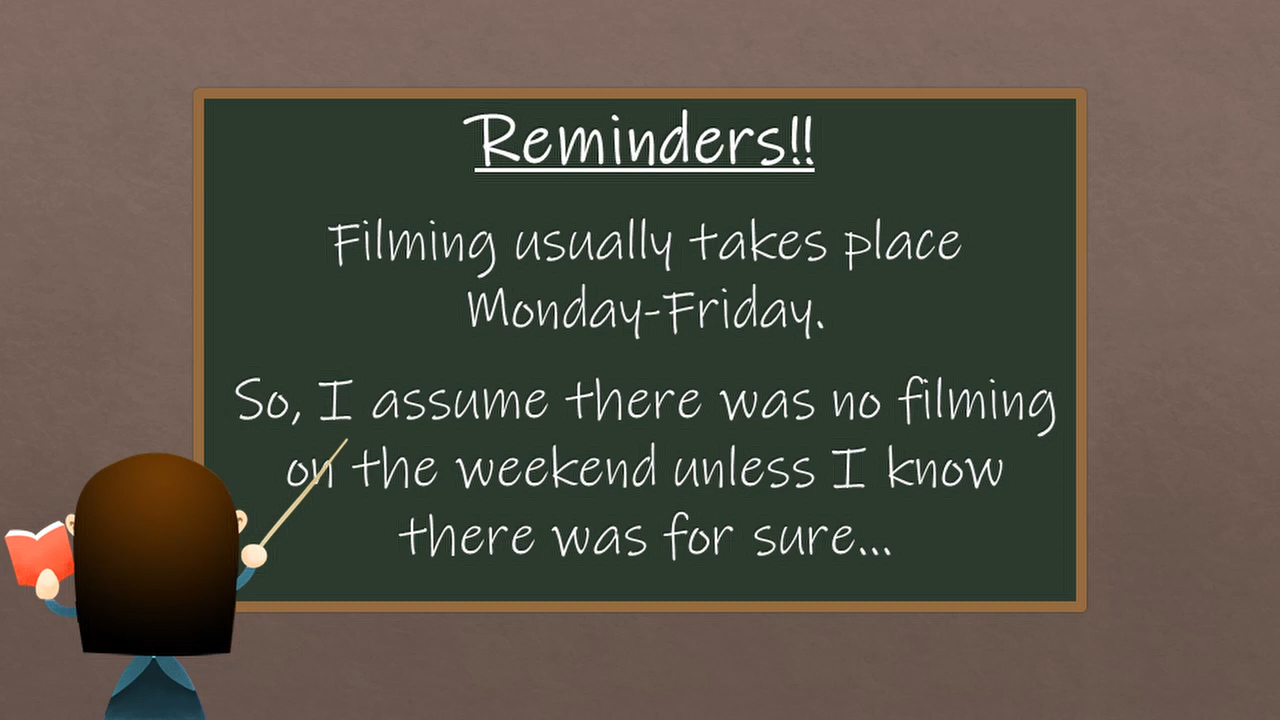 Reminders!!
Filming usually takes place
Monday-Friday.
So, I assume there was no filming
on the weekend unless I know
there was for sure...